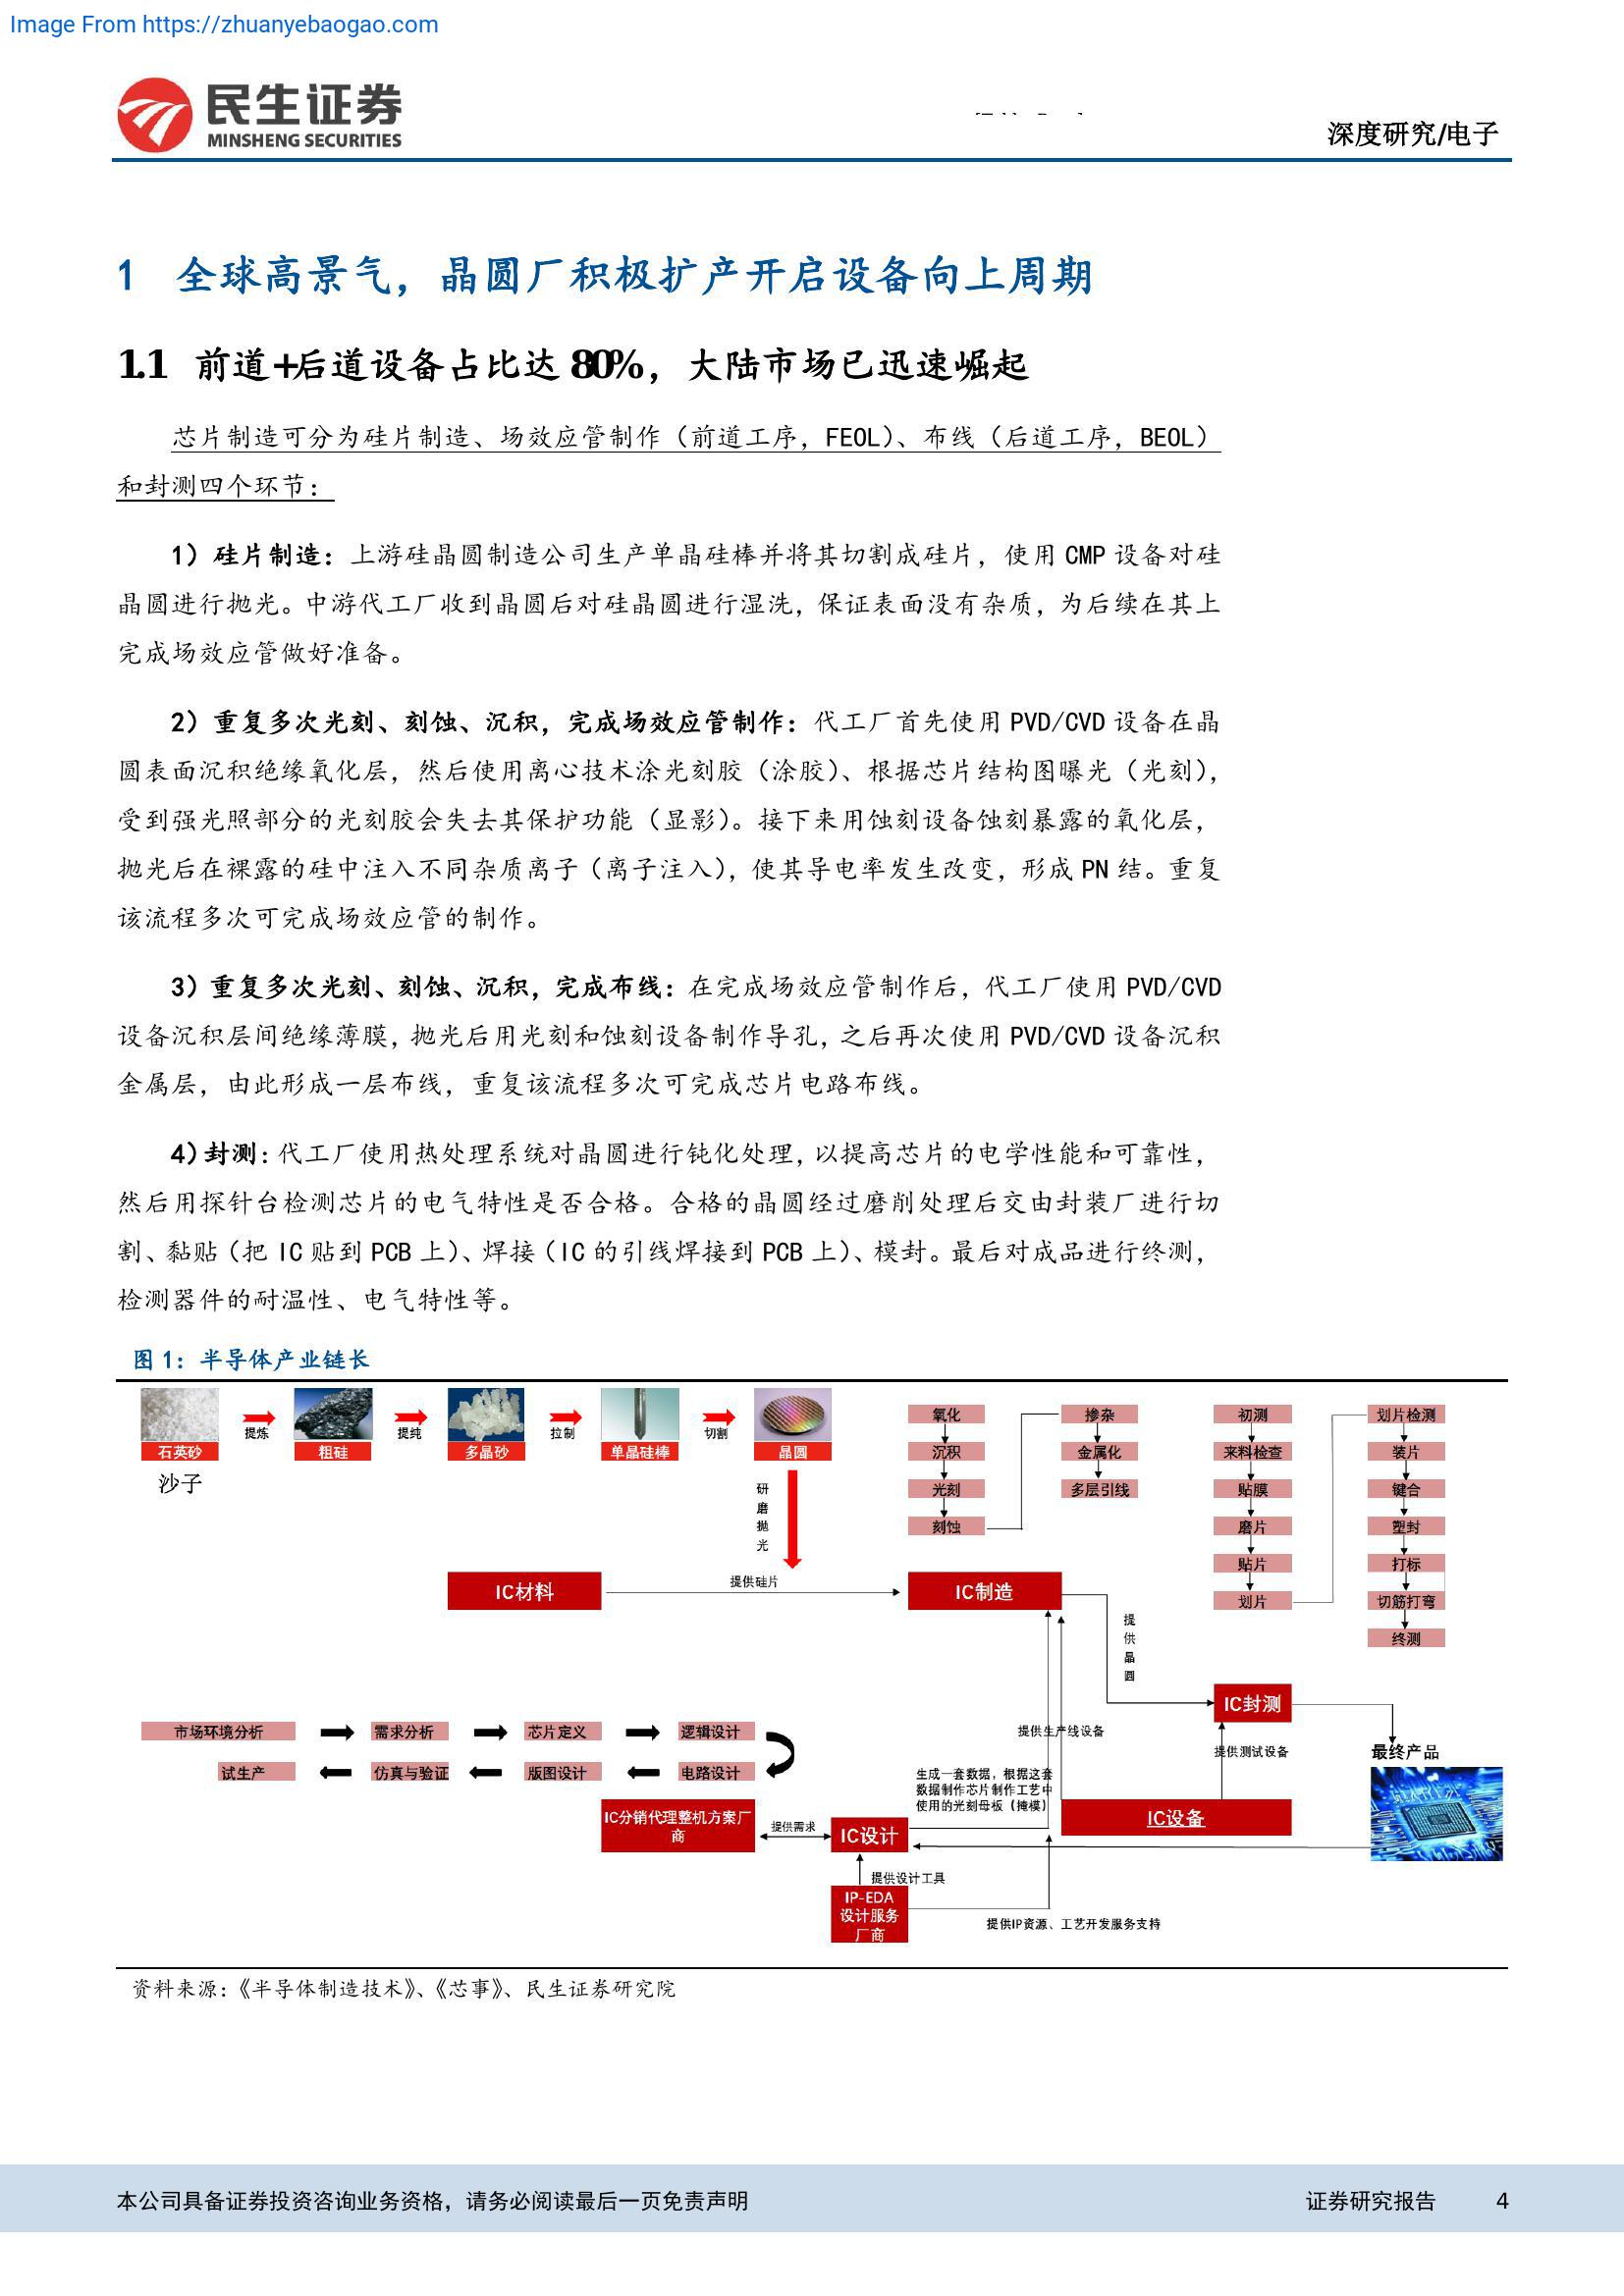 Image From https://zhuanyebaogao.com
民生证券
MINSHENG SECURITIES
深度研究/电子
1 全球高景气，晶圆厂积极扩产开启设备向上周期
1.1 前道+后道设备占比达 80%，大陆市场已迅速崛起
芯片制造可分为硅片制造、场效应管制作（前道工序，FEOL）、布线（后道工序，BEOL）
和封测四个环节：
1）硅片制造：上游硅晶圆制造公司生产单晶硅棒并将其切割成硅片，使用 CMP 设备对硅
晶圆进行抛光。中游代工厂收到晶圆后对硅晶圆进行湿洗，保证表面没有杂质，为后续在其上
完成场效应管做好准备。
2）重复多次光刻、刻蚀、沉积，完成场效应管制作：代工厂首先使用 PVD/CVD 设备在晶
圆表面沉积绝缘氧化层，然后使用离心技术涂光刻胶（涂胶）、根据芯片结构图曝光（光刻），
受到强光照部分的光刻胶会失去其保护功能（显影）。接下来用蚀刻设备蚀刻暴露的氧化层，
抛光后在裸露的硅中注入不同杂质离子（离子注入），使其导电率发生改变，形成 PN 结。重复
该流程多次可完成场效应管的制作。
3）重复多次光刻、刻蚀、沉积，完成布线：在完成场效应管制作后，代工厂使用 PVD/CVD
设备沉积层间绝缘薄膜，抛光后用光刻和蚀刻设备制作导孔，之后再次使用 PVD/CVD 设备沉积
金属层，由此形成一层布线，重复该流程多次可完成芯片电路布线。
4）封测：代工厂使用热处理系统对晶圆进行钝化处理，以提高芯片的电学性能和可靠性，
然后用探针台检测芯片的电气特性是否合格。合格的晶圆经过磨削处理后交由封装厂进行切
割、黏贴（把 IC 贴到 PCB 上）、焊接（IC 的引线焊接到 PCB 上）、模封。最后对成品进行终测，
检测器件的耐温性、电气特性等。
图 1：半导体产业链长
提炼 提纯 拉制 切割
石英砂 粗硅 多晶砂 单晶硅棒 晶圆
沙子
研磨抛光
氧化
沉积
光刻
刻蚀
掺杂
金属化
多层引线
初测
来料检查
贴膜
磨片
贴片
划片
划片检测
装片
键合
塑封
打标
切筋打弯
终测
IC材料
提供硅片
IC制造
提供晶圆
IC封测
提供生产线设备
提供测试设备
最终产品
市场环境分析 需求分析 芯片定义 逻辑设计
试生产 仿真与验证 版图设计 电路设计
生成一套数据，根据这套
数据制作芯片制作工艺中
使用的光刻母板（掩模）
IC设备
IC分销代理整机方案厂
商
提供需求
IC设计
提供设计工具
IP-EDA
设计服务
厂商
提供IP资源、工艺开发服务支持
资料来源：《半导体制造技术》、《芯事》、民生证券研究院
本公司具备证券投资咨询业务资格，请务必阅读最后一页免责声明
证券研究报告 4